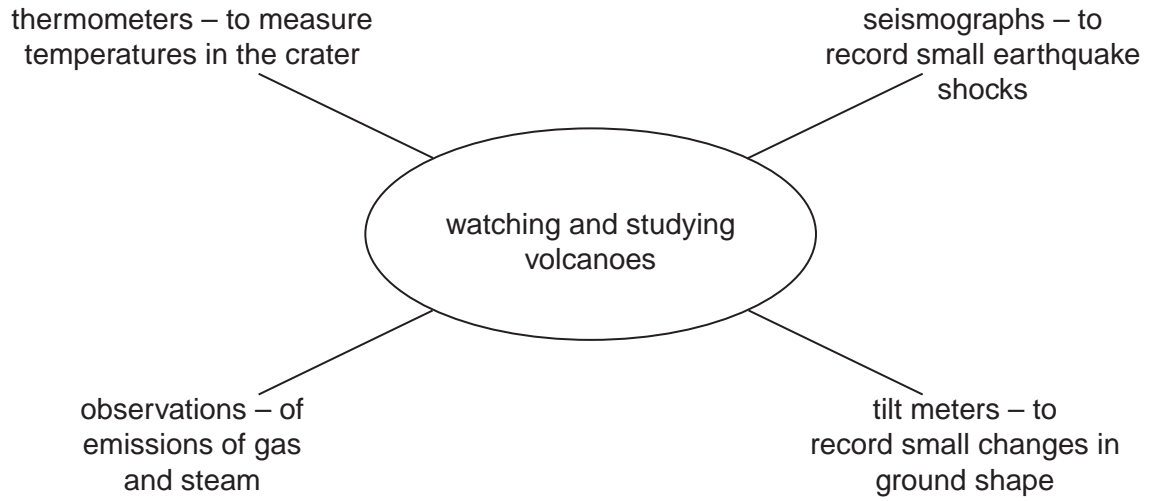 thermometers – to measure
temperatures in the crater
seismographs – to
record small earthquake
shocks
watching and studying
volcanoes
observations – of
emissions of gas
and steam
tilt meters – to
record small changes in
ground shape